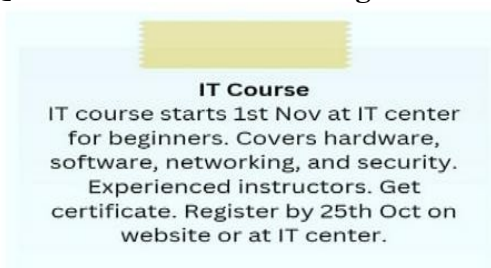 IT Course
IT course starts 1st Nov at IT center
for beginners. Covers hardware,
software, networking, and security.
Experienced instructors. Get
certificate. Register by 25th Oct on
website or at IT center.